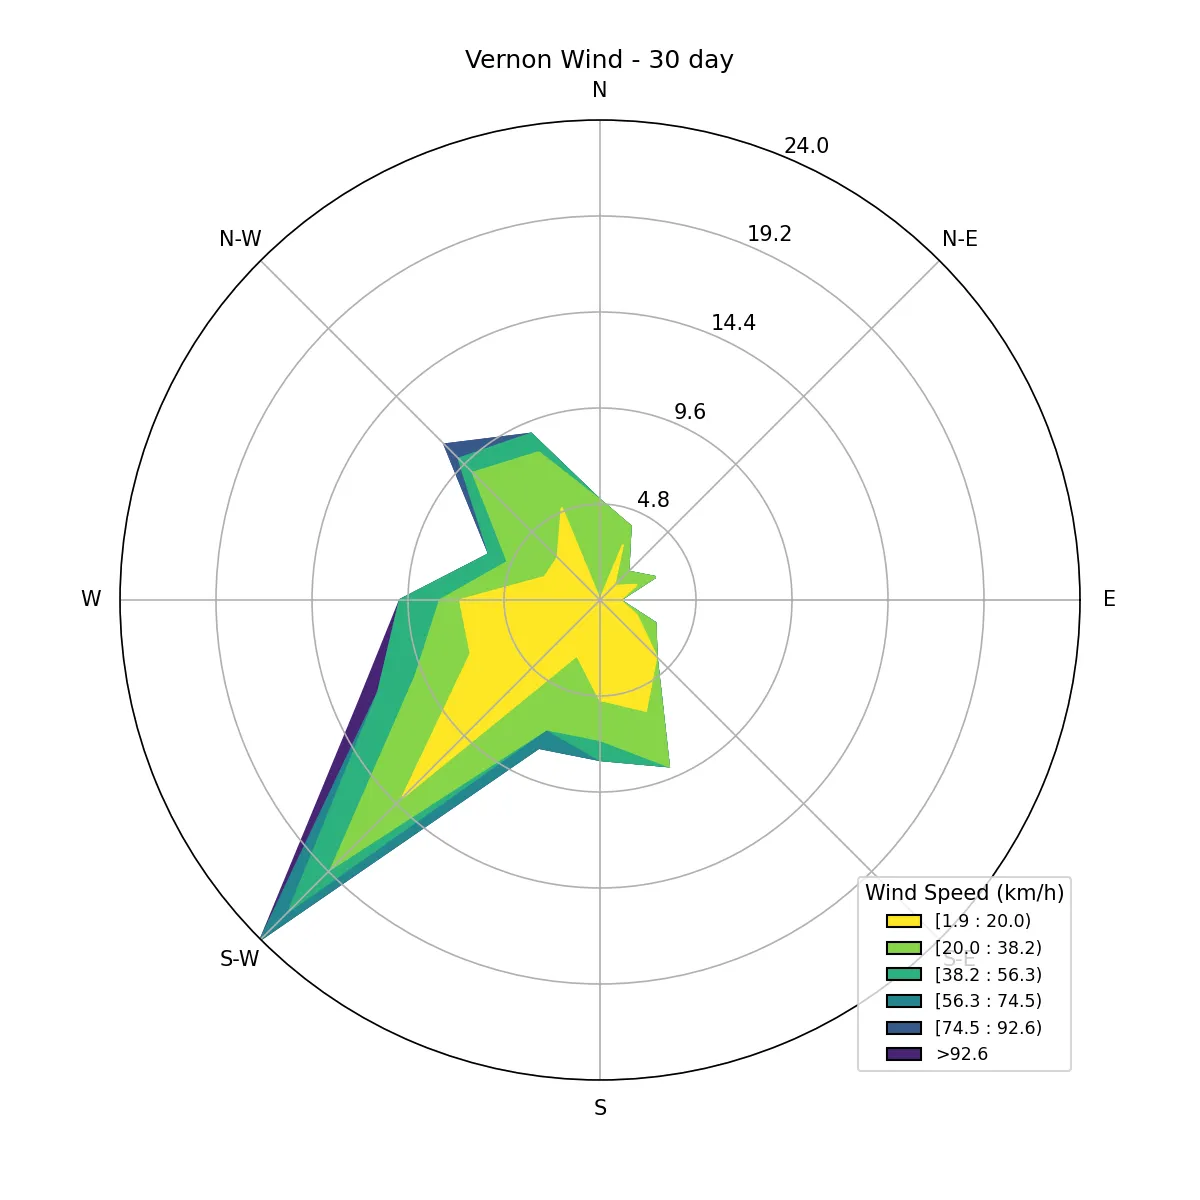 Vernon Wind - 30 day
N
24.0
N-W
N-E
19.2
14.4
9.6
4.8
W
E
S-W
S-E
Wind Speed (km/h)
[1.9 : 20.0)
[20.0 : 38.2)
[38.2 : 56.3)
[56.3 : 74.5)
[74.5 : 92.6)
>92.6
S